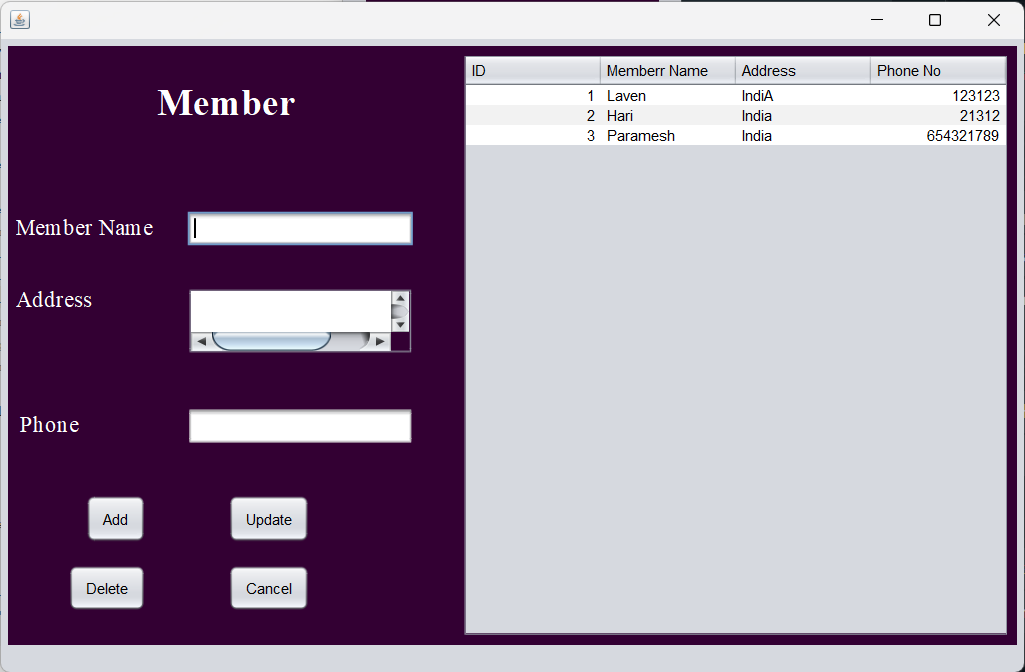 Member
Member Name
Address
Phone
Add Update
Delete Cancel
ID Memberr Name Address Phone No
1 Laven IndiA 123123
2 Hari India 21312
3 Paramesh India 654321789